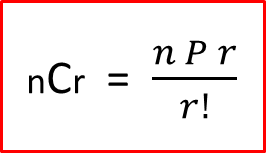 nCr = n P r / r!